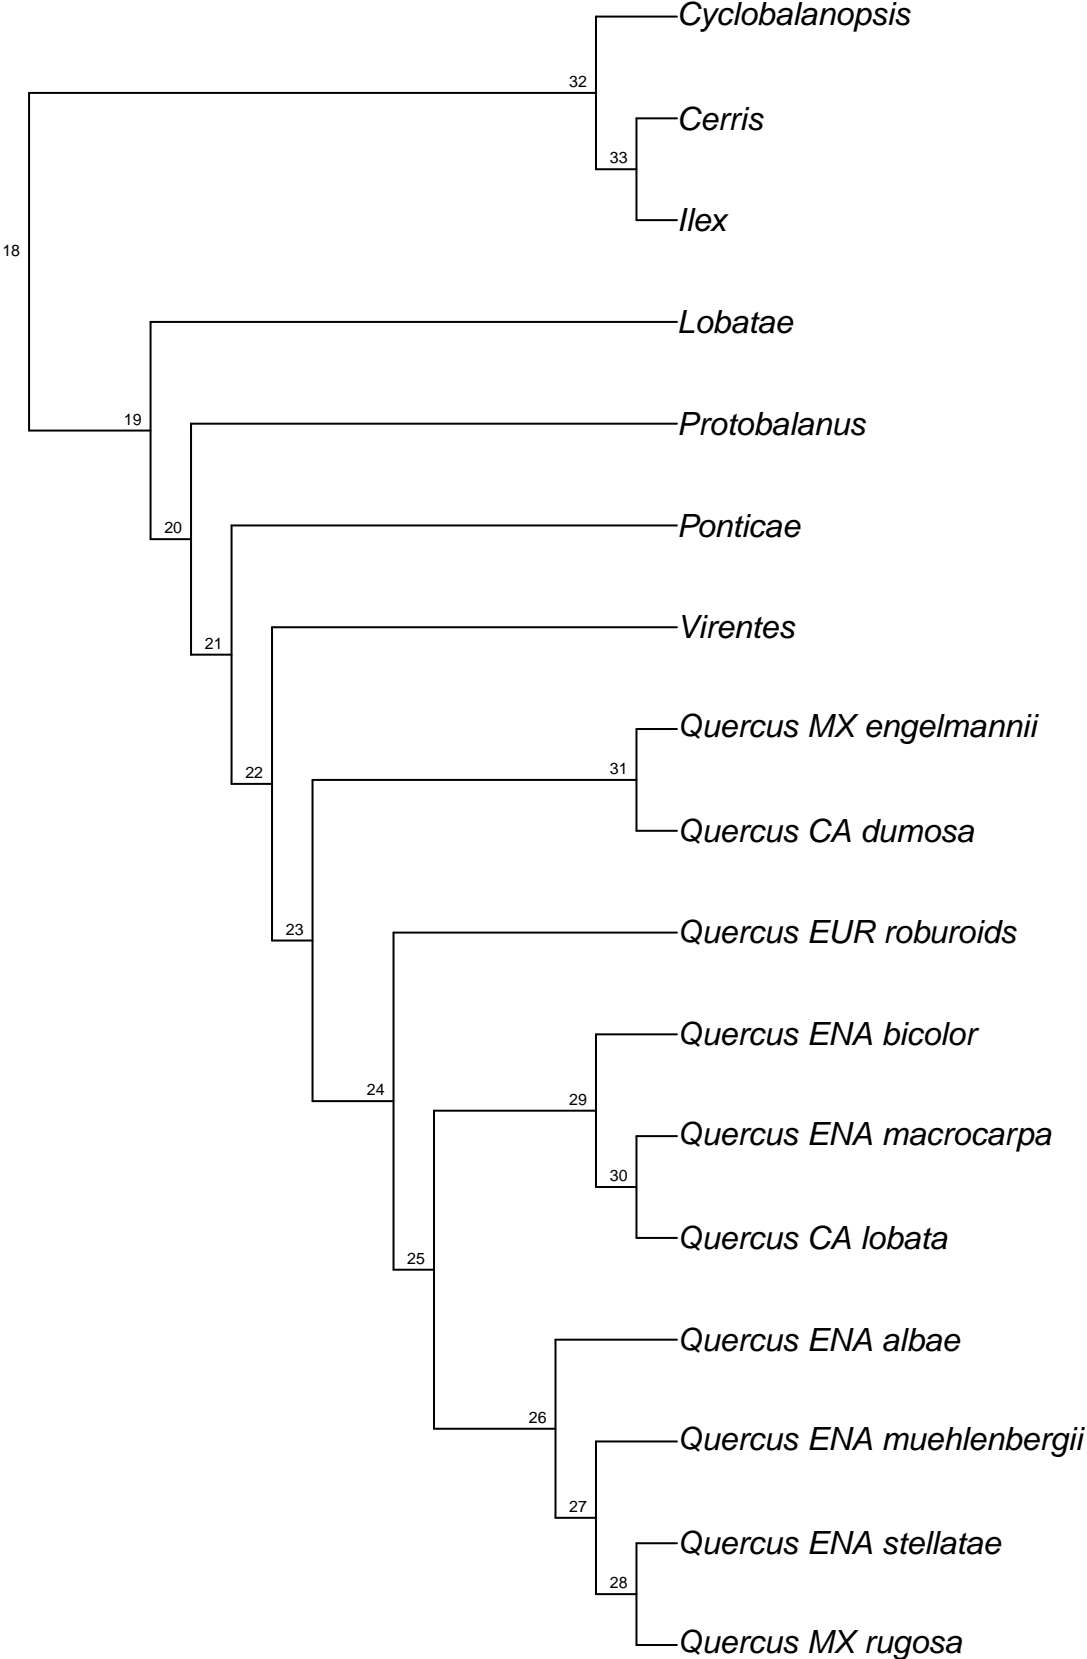 Cyclobalanopsis
32
Cerris
33
Ilex
18
Lobatae
19
Protobalanus
20
Ponticae
21
Virentes
Quercus MX engelmannii
31
22
Quercus CA dumosa
23
Quercus EUR roburoids
Quercus ENA bicolor
24
29
Quercus ENA macrocarpa
30
Quercus CA lobata
25
Quercus ENA albae
26
Quercus ENA muehlenbergii
27
Quercus ENA stellatae
28
Quercus MX rugosa